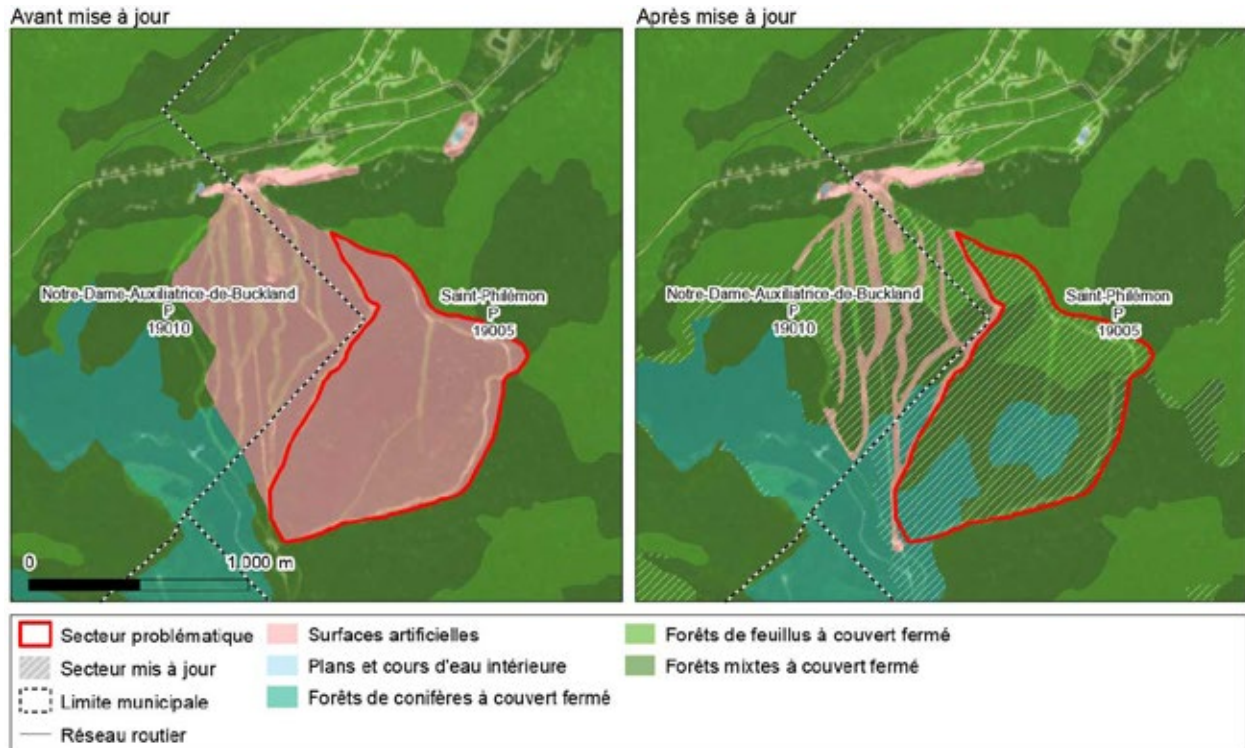 Avant mise à jour
Notre-Dame-Auxiliatrice-de-Buckland
P
19010
Saint-Philémon
P
19005
0
1 000 m
Après mise à jour
Notre-Dame-Auxiliatrice-de-Buckland
P
19010
Saint-Philémon
P
19005
Secteur problématique
Secteur mis à jour
Limite municipale
Réseau routier
Surfaces artificielles
Plans et cours d'eau intérieure
Forêts de conifères à couvert fermé
Forêts de feuillus à couvert fermé
Forêts mixtes à couvert fermé